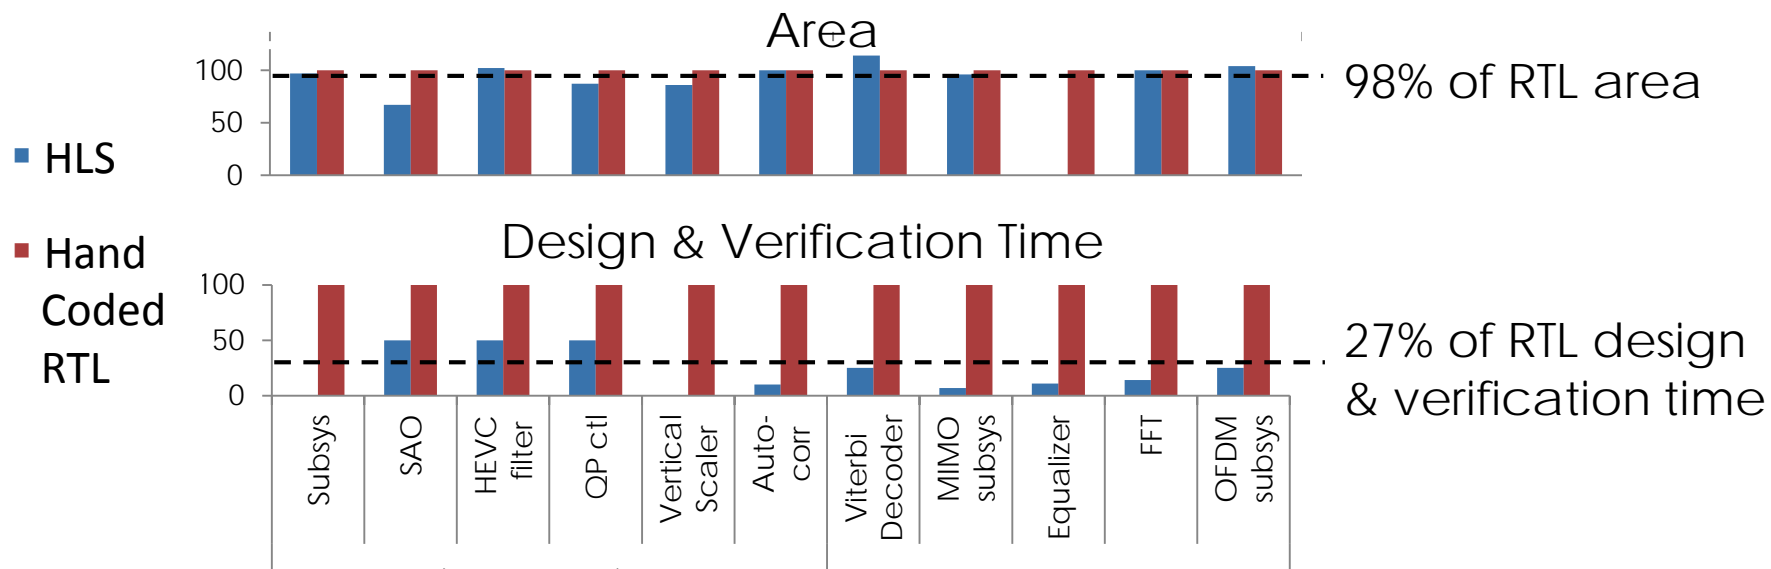 Area
100
50
0
98% of RTL area
HLS
Hand
Coded
RTL
Design & Verification Time
100
50
0
27% of RTL design
& verification time
Subsys
SAO
HEVC
filter
QP ctl
Vertical
Scaler
Auto-
corr
Viterbi
Decoder
MIMO
subsys
Equalizer
FFT
OFDM
subsys